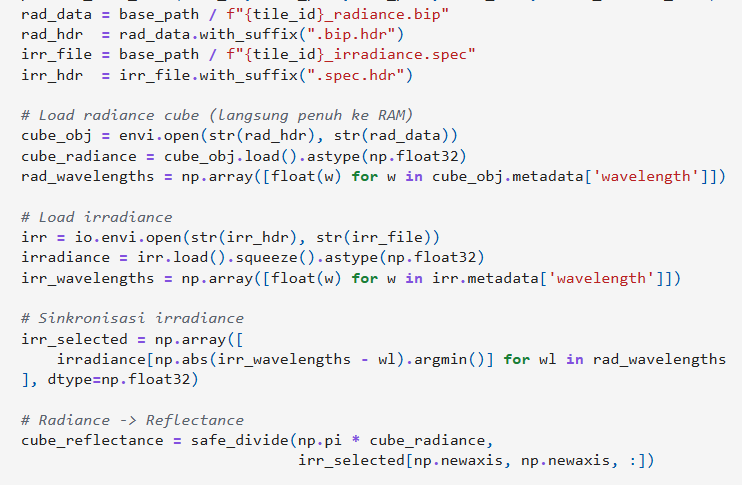 rad_data = base_path / f"{tile_id}_radiance.bip"
rad_hdr  = rad_data.with_suffix(".bip.hdr")
irr_file = base_path / f"{tile_id}_irradiance.spec"
irr_hdr  = irr_file.with_suffix(".spec.hdr")

# Load radiance cube (langsung penuh ke RAM)
cube_obj = envi.open(str(rad_hdr), str(rad_data))
cube_radiance = cube_obj.load().astype(np.float32)
rad_wavelengths = np.array([float(w) for w in cube_obj.metadata['wavelength']])

# Load irradiance
irr = io.envi.open(str(irr_hdr), str(irr_file))
irradiance = irr.load().squeeze().astype(np.float32)
irr_wavelengths = np.array([float(w) for w in irr.metadata['wavelength']])

# Sinkronisasi irradiance
irr_selected = np.array([
    irradiance[np.abs(irr_wavelengths - wl).argmin()] for wl in rad_wavelengths
], dtype=np.float32)

# Radiance -> Reflectance
cube_reflectance = safe_divide(np.pi * cube_radiance,
                               irr_selected[np.newaxis, np.newaxis, :])